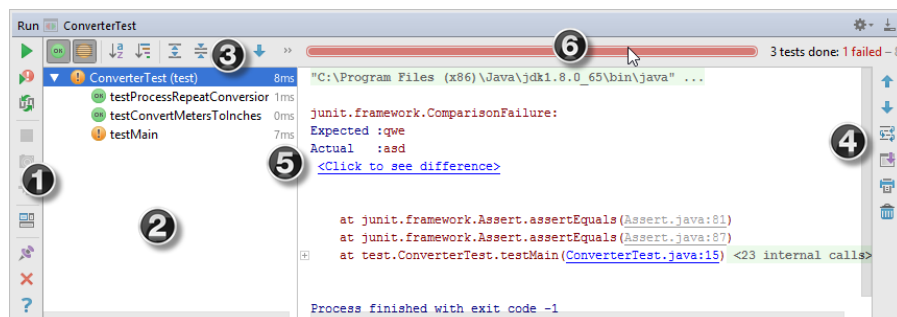 Run ConverterTest
3 tests done: 1 failed –
ConverterTest (test) 8ms
testProcessRepeatConversior 1ms
testConvertMetersToInches 0ms
testMain 7ms
"C:\Program Files (x86)\Java\jdk1.8.0_65\bin\java" ...
junit.framework.ComparisonFailure:
Expected :qwe
Actual :asd
<Click to see difference>
at junit.framework.Assert.assertEquals(Assert.java:81)
at junit.framework.Assert.assertEquals(Assert.java:87)
at test.ConverterTest.testMain(ConverterTest.java:15) <23 internal calls>
Process finished with exit code -1
OK
OK
OK
1
2
3
4
5
6